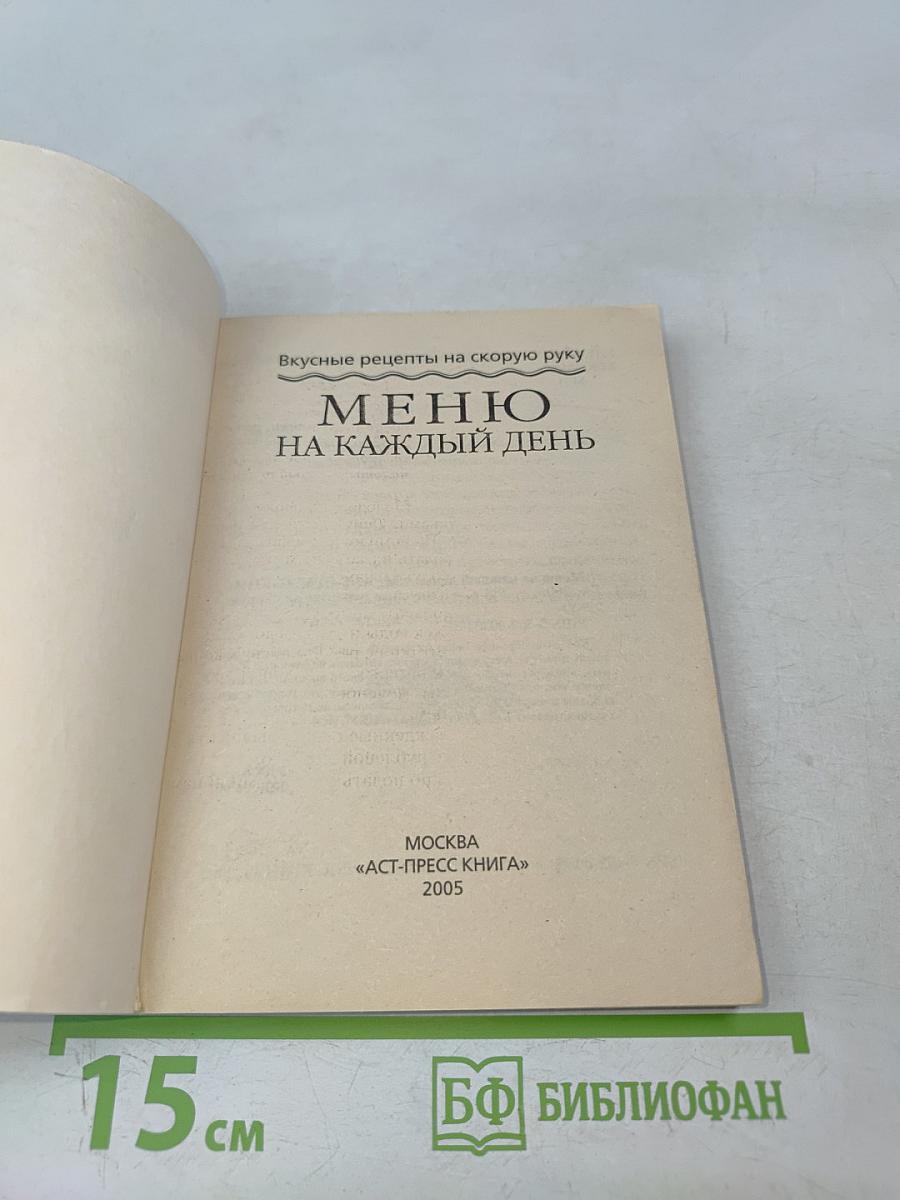 Вкусные рецепты на скорую руку
МЕНЮ
НА КАЖДЫЙ ДЕНЬ
МОСКВА
«АСТ-ПРЕСС КНИГА»
2005
15 см
БФ БИБЛИОФАН